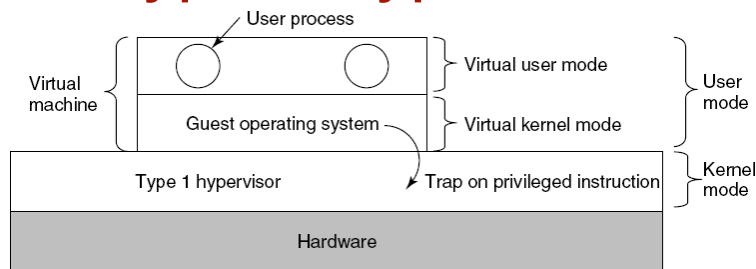 User process
Virtual
machine
Virtual user mode
User
mode
Guest operating system
Virtual kernel mode
Type 1 hypervisor
Trap on privileged instruction
Kernel
mode
Hardware